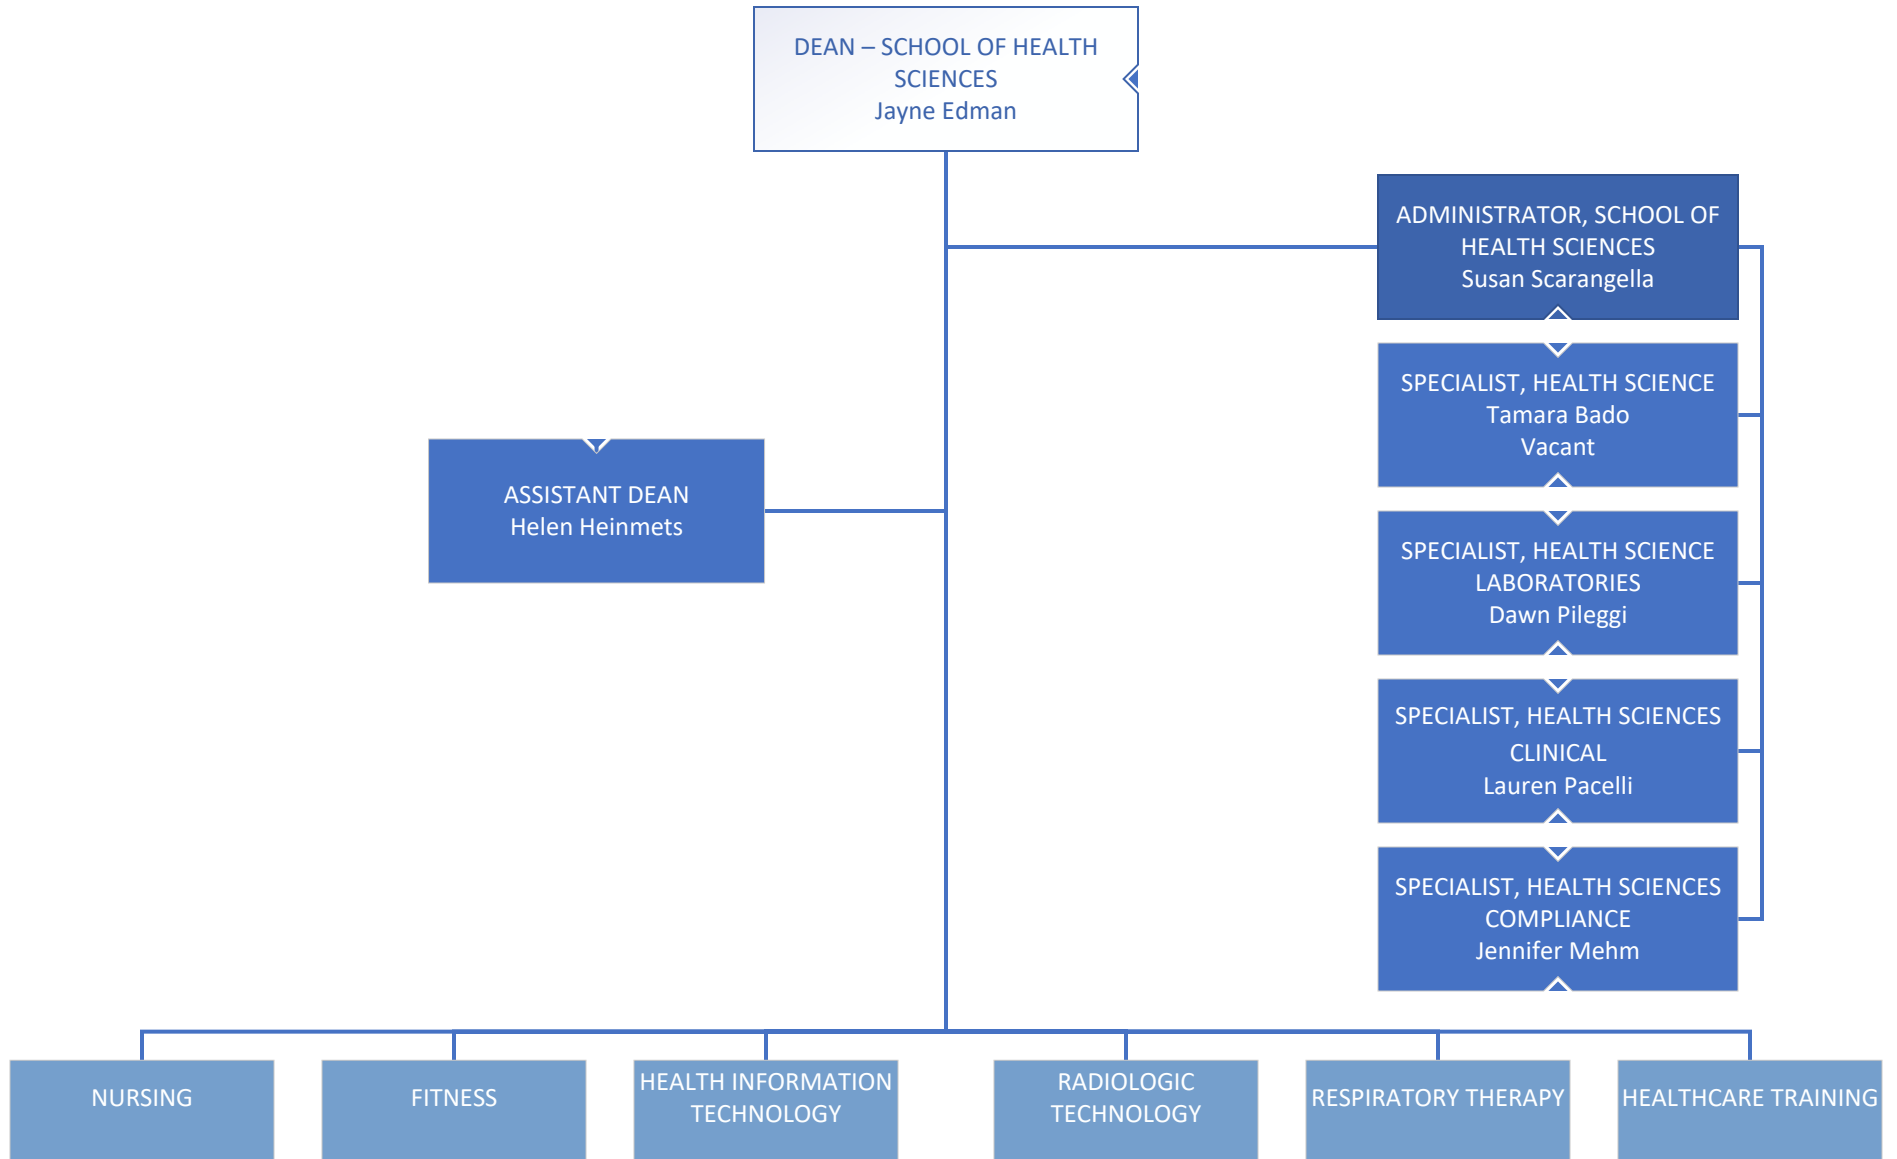 DEAN – SCHOOL OF HEALTH
SCIENCES
Jayne Edman
ADMINISTRATOR, SCHOOL OF
HEALTH SCIENCES
Susan Scarangella
SPECIALIST, HEALTH SCIENCE
Tamara Bado
Vacant
ASSISTANT DEAN
Helen Heinmets
SPECIALIST, HEALTH SCIENCE
LABORATORIES
Dawn Pileggi
SPECIALIST, HEALTH SCIENCES
CLINICAL
Lauren Pacelli
SPECIALIST, HEALTH SCIENCES
COMPLIANCE
Jennifer Mehm
NURSING
FITNESS
HEALTH INFORMATION
TECHNOLOGY
RADIOLOGIC
TECHNOLOGY
RESPIRATORY THERAPY
HEALTHCARE TRAINING